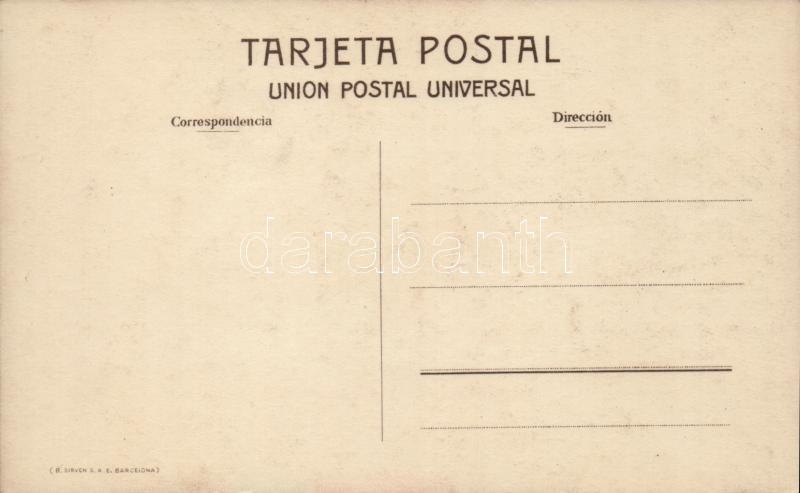 TARJETA POSTAL
UNION POSTAL UNIVERSAL
Correspondencia
Dirección
darabanth
(B. SIRVEN S. A. E. BARCELONA)